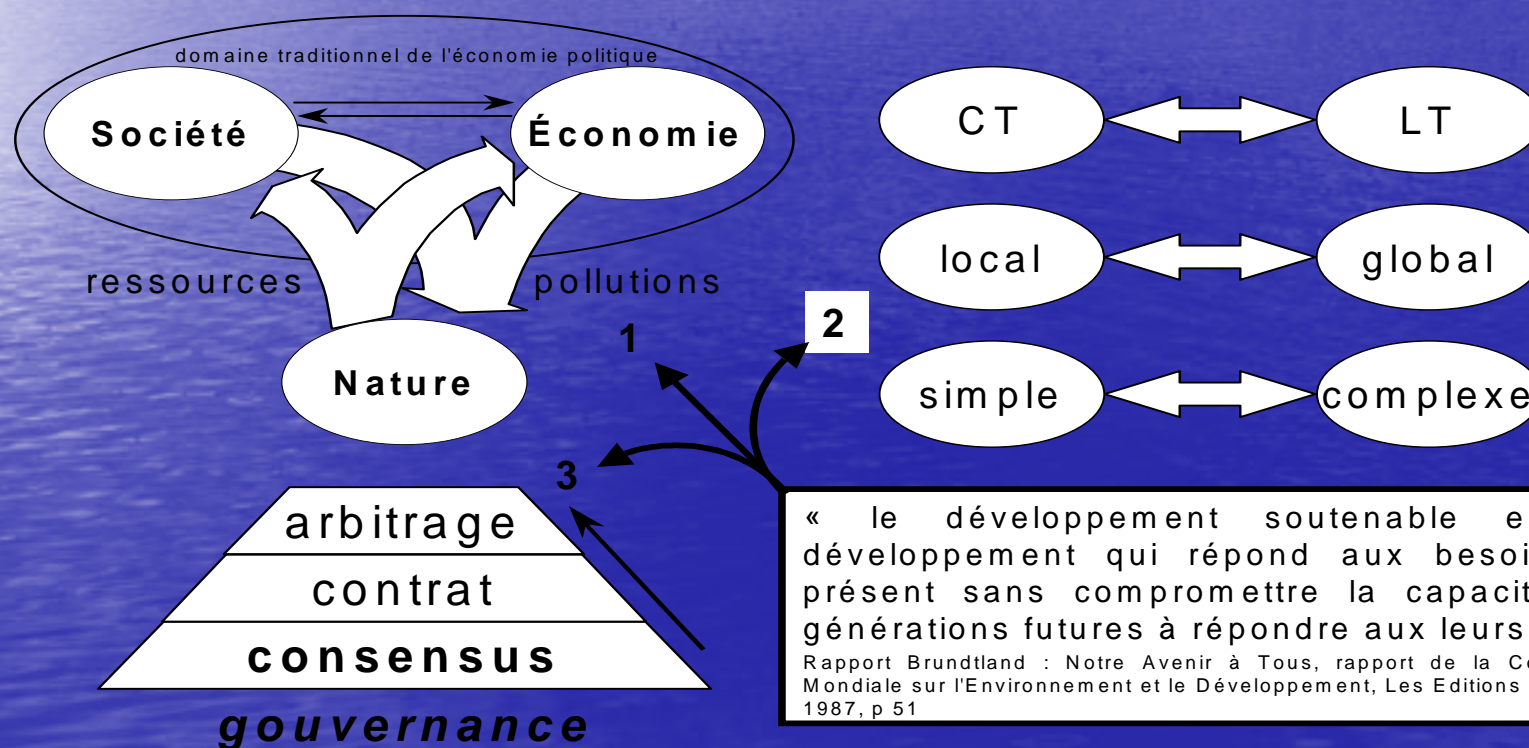 domaine traditionnel de l'économie politique
Société
Économie
ressources
pollutions
Nature
CT
LT
local
global
simple
complexe
1
2
3
arbitrage
contrat
consensus
gouvernance
« le développement soutenable e
développement qui répond aux besoi
présent sans compromettre la capacit
générations futures à répondre aux leurs
Rapport Brundtland : Notre Avenir à Tous, rapport de la Co
Mondiale sur l'Environnement et le Développement, Les Editions
1987, p 51